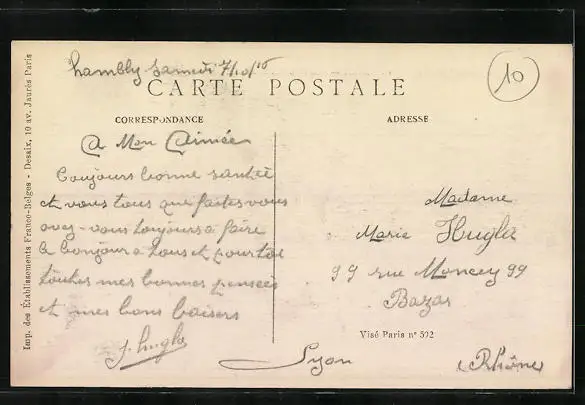 Chambly samedi 7/10/16
10
CARTE POSTALE
CORRESPONDANCE
ADRESSE
A Mon Aimée
Toujours bonne santée
et vous tous que faites vous
avez-vous toujours a faire
le bonjour a tous et pour toi
toutes mes bonnes pensées
et mes bons baisers
J. Hugla
Madame
Marie Hugla
99 rue Moncey 99
Bazar
Lyon
(Rhône)
Visé Paris n° 592
Imp. des Établissements Franco-Belges - Desaix, 10 av. Jaurès Paris